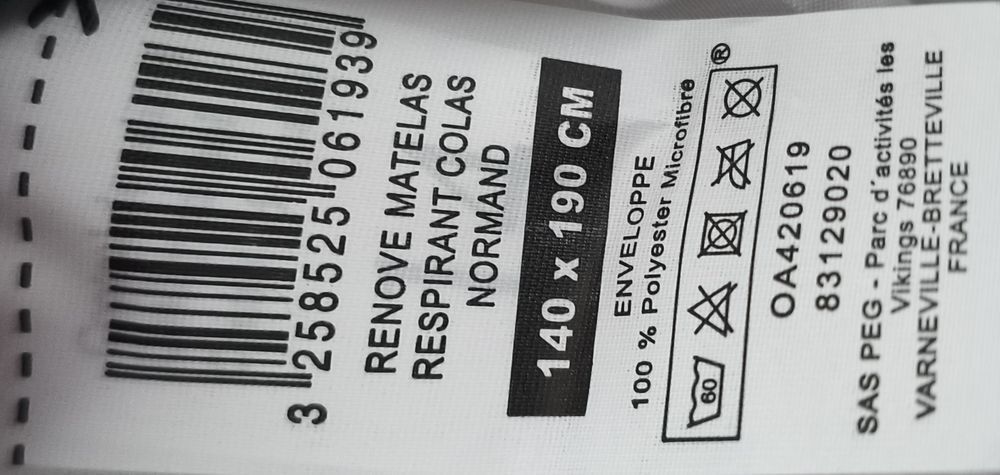 3 258525 061939
RENOVE MATELAS
RESPIRANT COLAS
NORMAND
140 x 190 CM
ENVELOPPE
100 % Polyester Microfibre
60
®
OA420619
83129020
SAS PEG - Parc d'activités les
Vikings 76890
VARNEVILLE-BRETTEVILLE
FRANCE